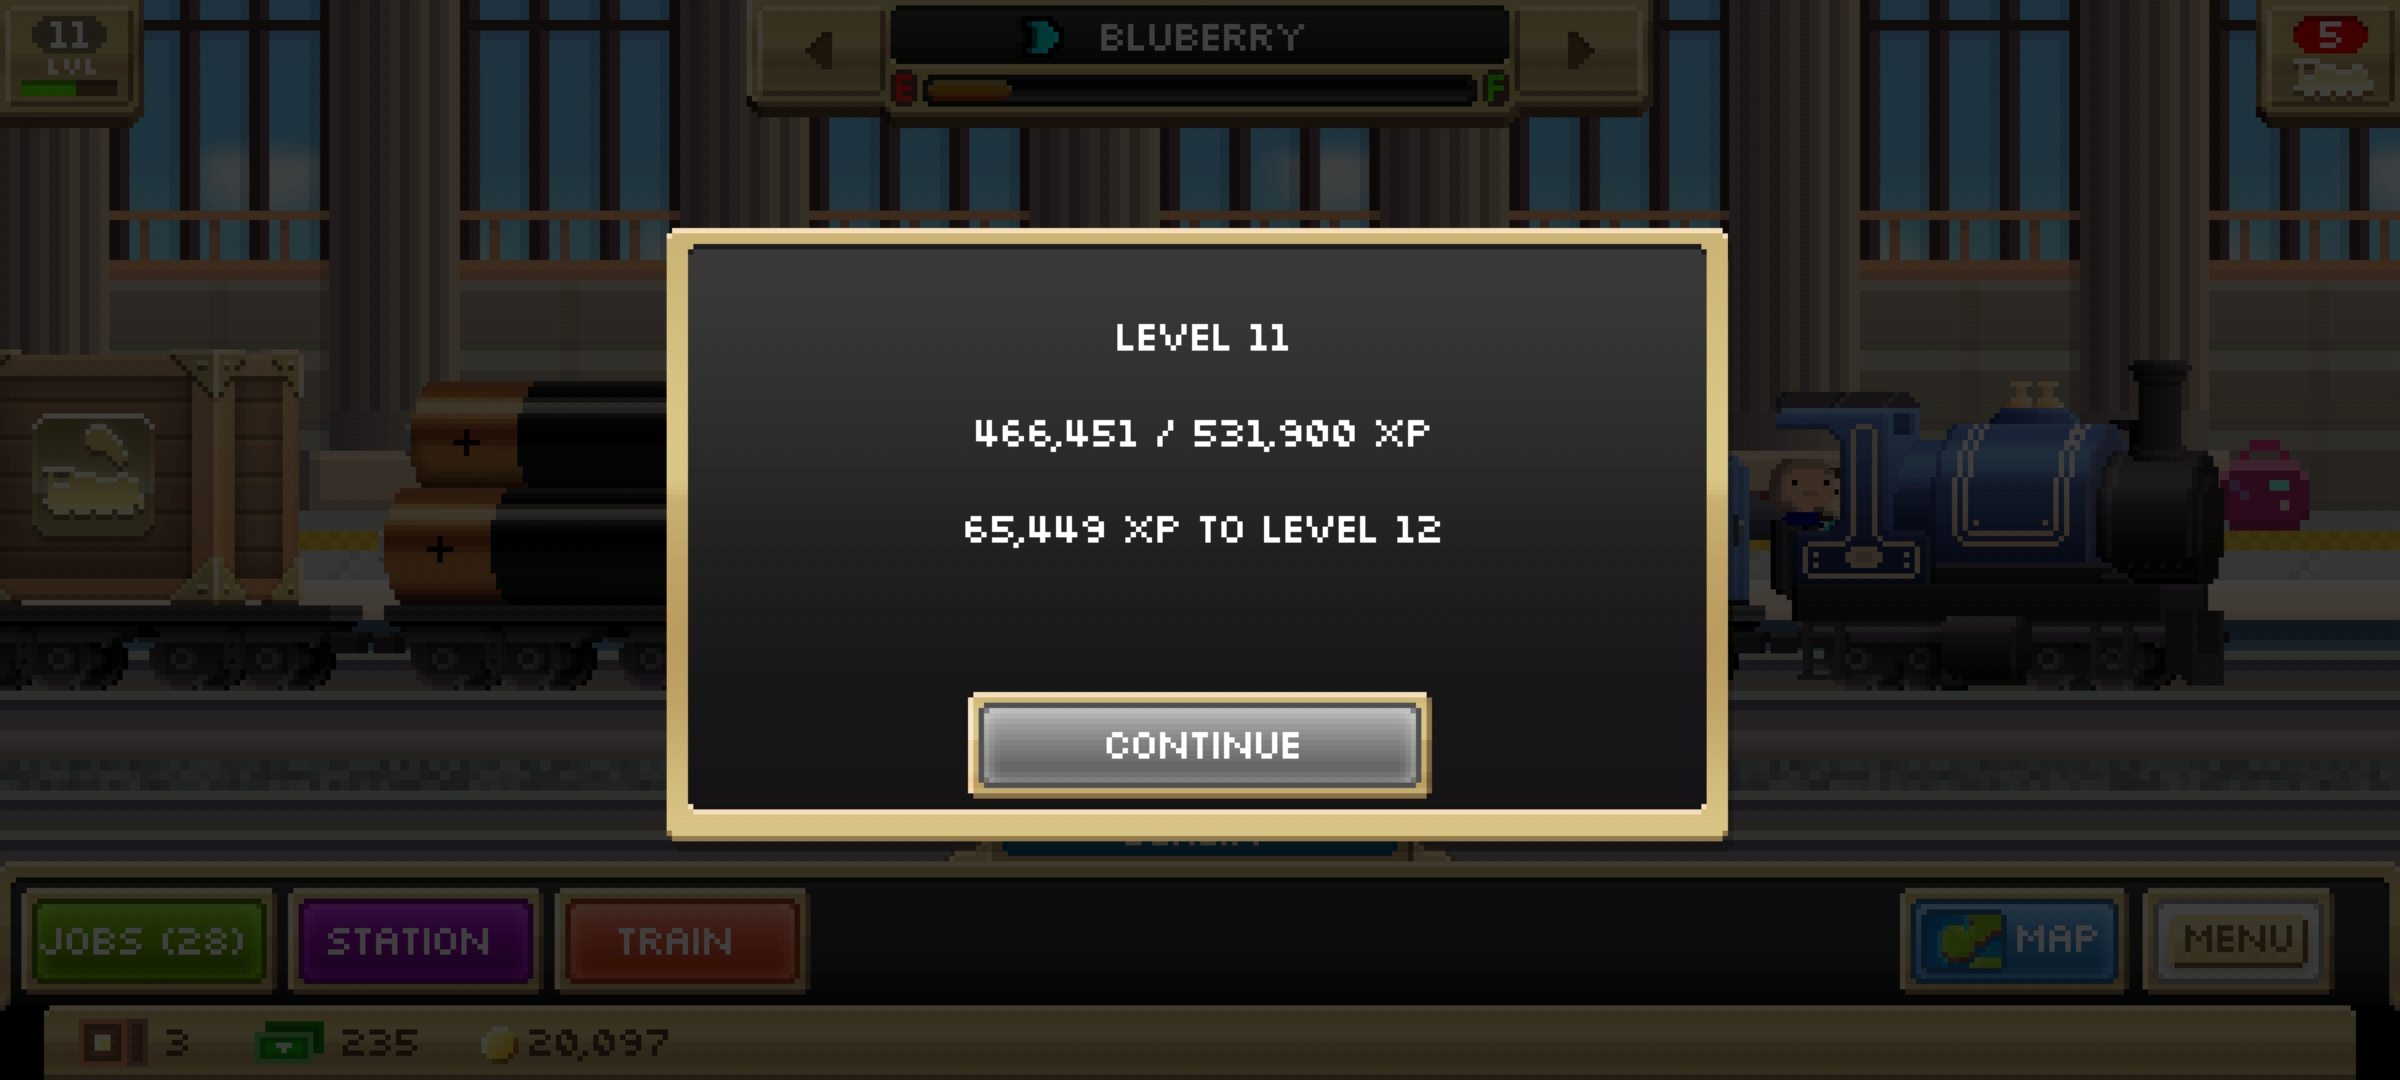 11
LVL
BLUBERRY
E
F
5
LEVEL 11
466,451 / 531,900 XP
65,449 XP TO LEVEL 12
CONTINUE
JOBS (28)
STATION
TRAIN
MAP
MENU
3
235
20,097